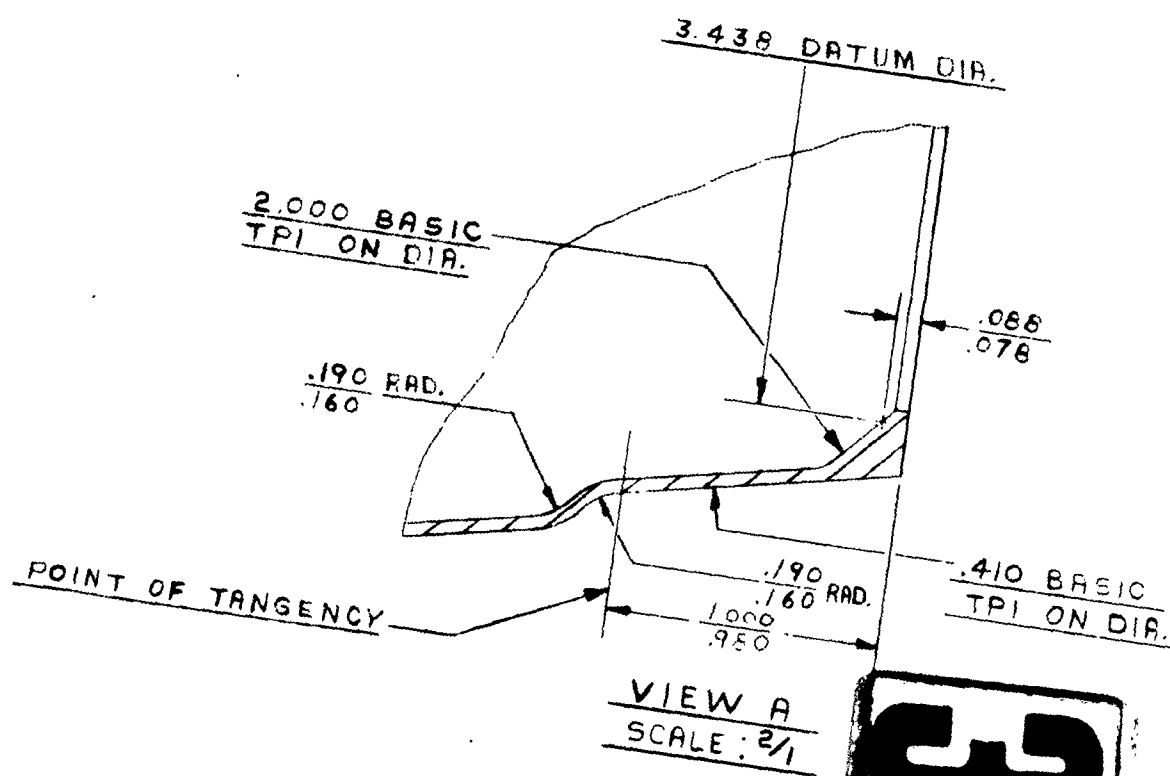 3.438 DATUM DIA.
2.000 BASIC
TPI ON DIA.
.088
.078
.190 RAD.
.160
.410 BASIC
TPI ON DIA.
.190
.160 RAD.
POINT OF TANGENCY
1.000
.980
VIEW A
SCALE: 2/1